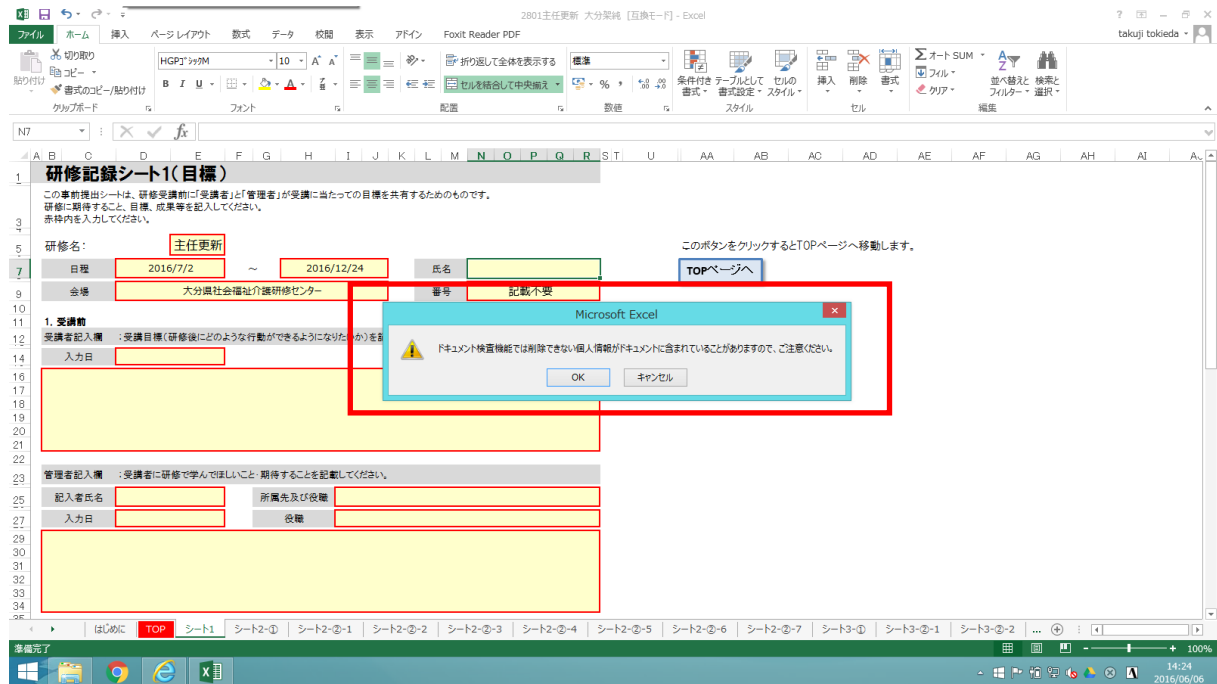 2801主任更新 大分架純 [互換モード] - Excel
ファイル ホーム 挿入 ページレイアウト 数式 データ 校閲 表示 アドイン Foxit Reader PDF takuji tokieda
貼り付け 切り取り コピー 書式のコピー/貼り付け
B I U
折り返して全体を表示する
セルを結合して中央揃え
標準
条件付き書式 テーブルとして書式設定 セルのスタイル
挿入 削除 書式
オート SUM フィル クリア 並べ替えとフィルター 検索と選択
クリップボード フォント 配置 数値 スタイル セル 編集
N7 fx
A B C D E F G H I J K L M N O P Q R S T U AA AB AC AD AE AF AG AH AI
研修記録シート1(目標)
この事前提出シートは、研修受講前に「受講者」と「管理者」が受講に当たっての目標を共有するためのものです。
研修に期待すること、目標、成果等を記入してください。
赤枠内を入力してください。
研修名: 主任更新
このボタンをクリックするとTOPページへ移動します。
日程 2016/7/2 ～ 2016/12/24 氏名
TOPページへ
会場 大分県社会福祉介護研修センター 番号 記載不要
1. 受講前
受講者記入欄 :受講目標(研修後にどのような行動ができるようになりたいか)を
入力日
Microsoft Excel
ドキュメント検査機能では削除できない個人情報がドキュメントに含まれていることがありますので、ご注意ください。
OK キャンセル
管理者記入欄 :受講者に研修で学んでほしいこと・期待することを記載してください。
記入者氏名 所属先及び役職
入力日 役職
はじめに TOP シート1 シート2-① シート2-②-1 シート2-②-2 シート2-②-3 シート2-②-4 シート2-②-5 シート2-②-6 シート2-②-7 シート3-① シート3-②-1 シート3-②-2 ...
準備完了 100%
14:24
2016/06/06